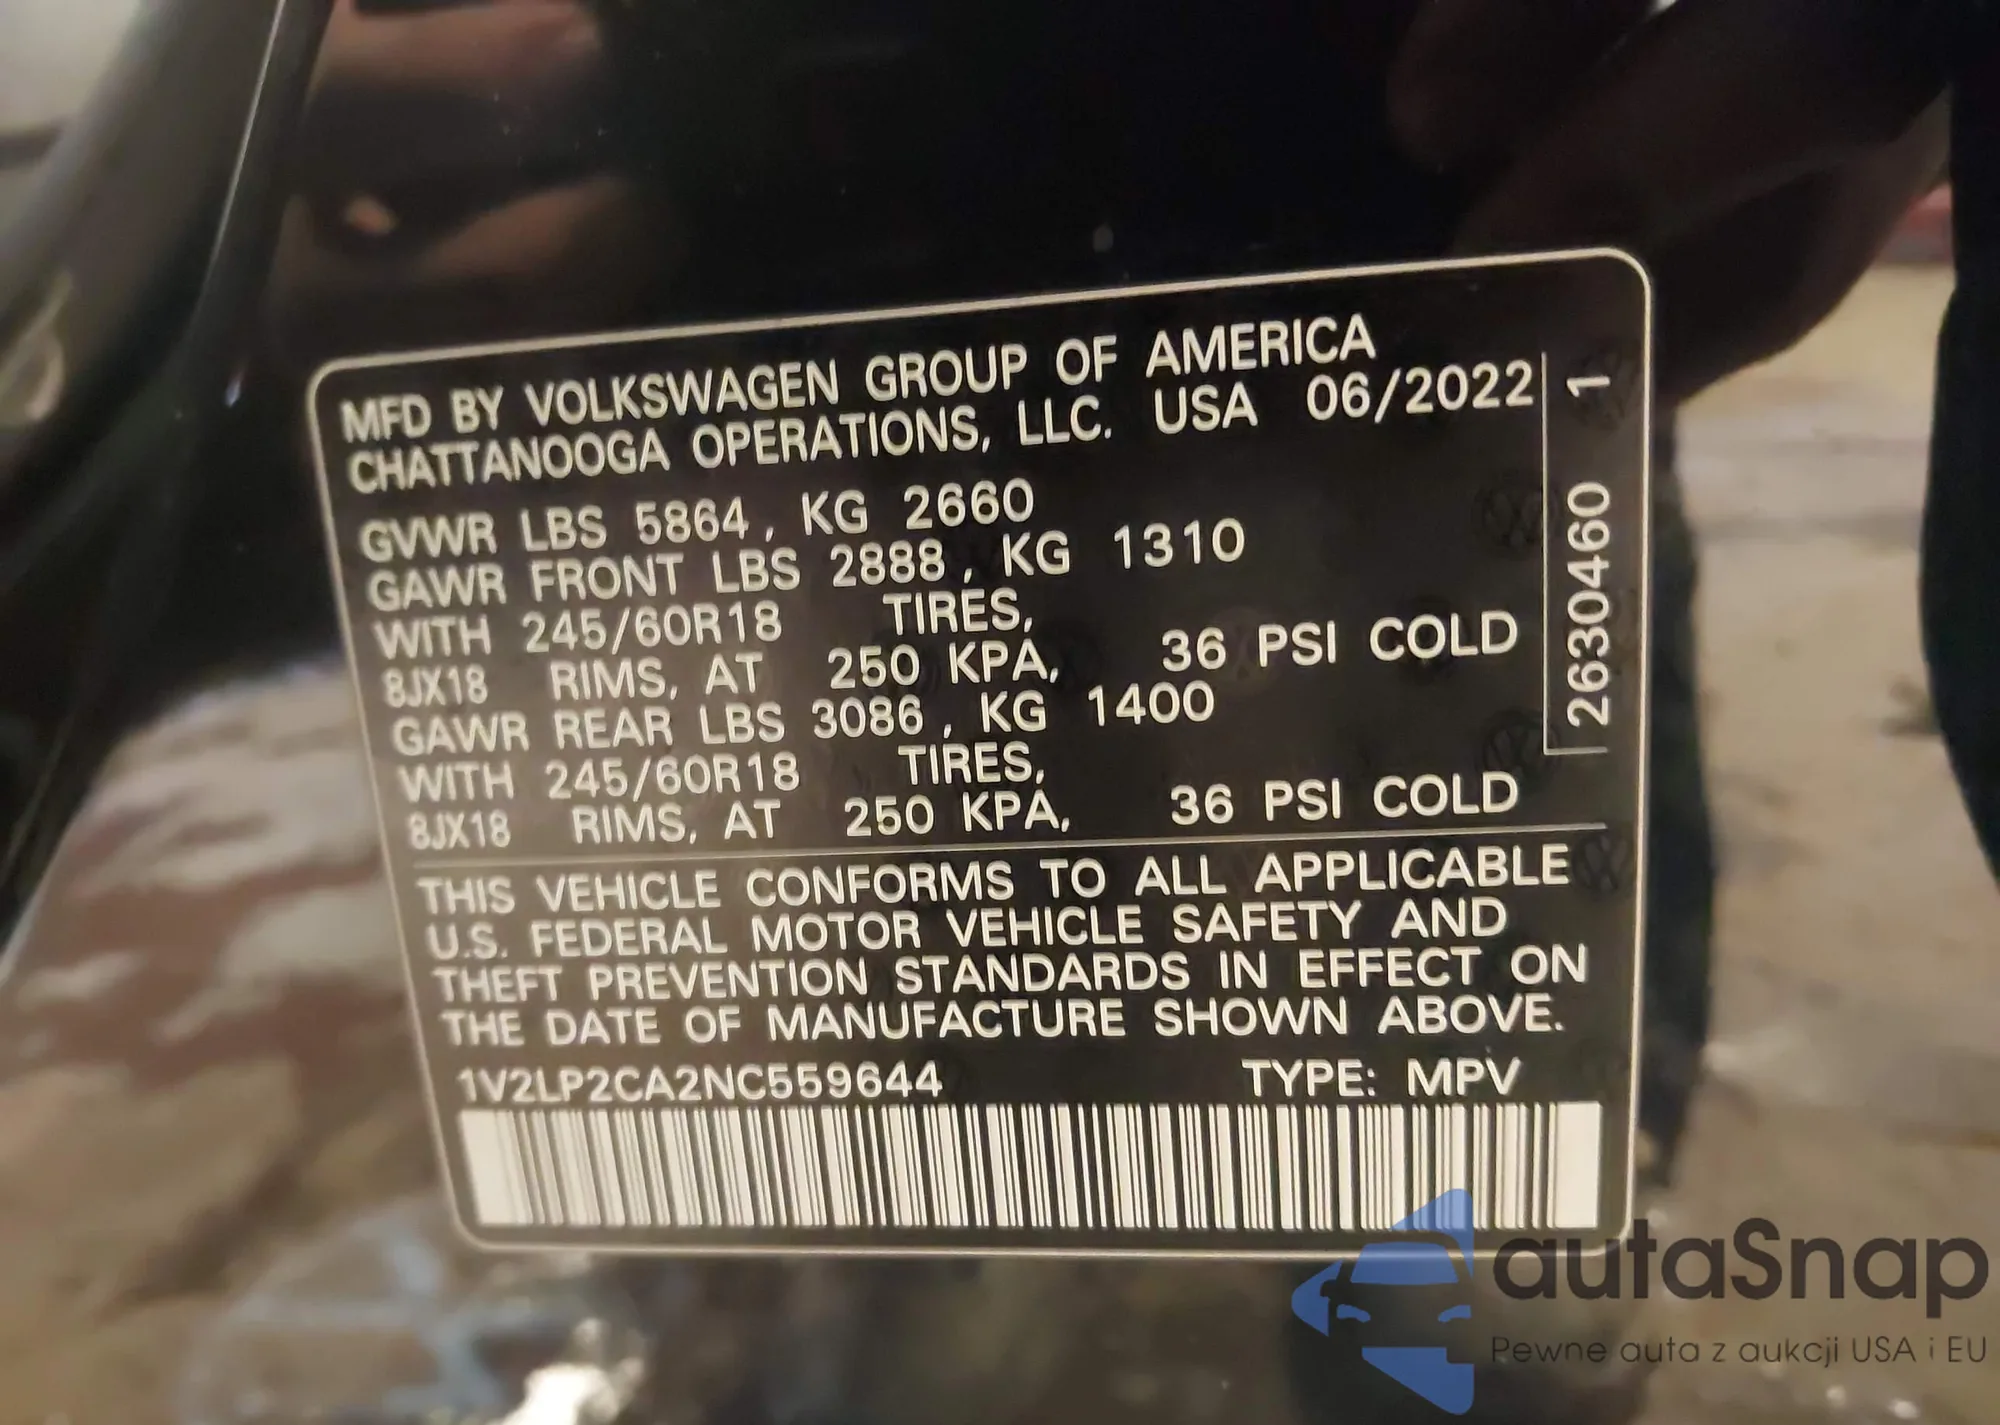 MFD BY VOLKSWAGEN GROUP OF AMERICA
CHATTANOOGA OPERATIONS, LLC. USA 06/2022
GVWR LBS 5864, KG 2660
GAWR FRONT LBS 2888, KG 1310
WITH 245/60R18 TIRES,
8JX18 RIMS, AT 250 KPA, 36 PSI COLD
GAWR REAR LBS 3086, KG 1400
WITH 245/60R18 TIRES,
8JX18 RIMS, AT 250 KPA, 36 PSI COLD
26304601
THIS VEHICLE CONFORMS TO ALL APPLICABLE
U.S. FEDERAL MOTOR VEHICLE SAFETY AND
THEFT PREVENTION STANDARDS IN EFFECT ON
THE DATE OF MANUFACTURE SHOWN ABOVE.
1V2LP2CA2NC559644 TYPE: MPV
autaSnap
Pewne auta z aukcji USA i EU